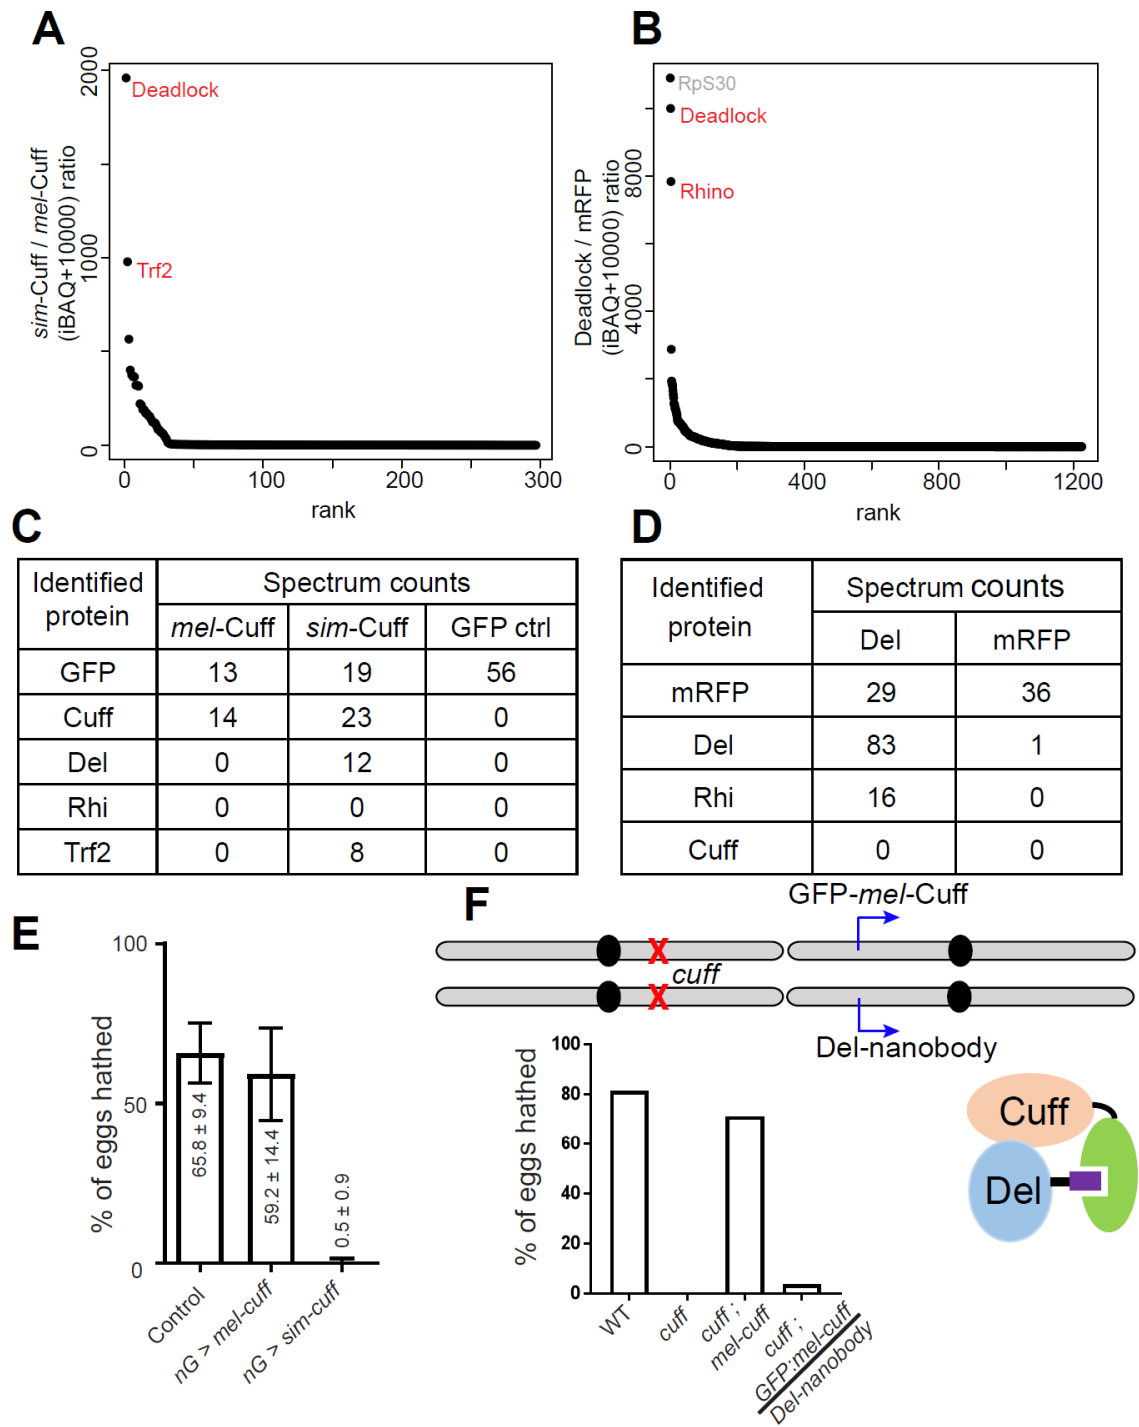 A
sim-Cuff / mel-Cuff
(iBAQ+10000) ratio
2000
1000
0
Deadlock
Trf2
0 100 200 300
rank
B
Deadlock / mRFP
(iBAQ+10000) ratio
8000
4000
0
RpS30
Deadlock
Rhino
0 400 800 1200
rank
C
Identified protein
Spectrum counts
mel-Cuff sim-Cuff GFP ctrl
GFP 13 19 56
Cuff 14 23 0
Del 0 12 0
Rhi 0 0 0
Trf2 0 8 0
D
Identified protein
Spectrum counts
Del mRFP
mRFP 29 36
Del 83 1
Rhi 16 0
Cuff 0 0
E
% of eggs hathed
100
50
0
65.8 ± 9.4
59.2 ± 14.4
0.5 ± 0.9
Control
nG > mel-cuff
nG > sim-cuff
F
GFP-mel-Cuff
X
cuff
X
Del-nanobody
% of eggs hathed
100
80
60
40
20
0
WT
cuff
cuff ;
mel-cuff
cuff ;
GFP:mel-cuff
Del-nanobody
Cuff
Del